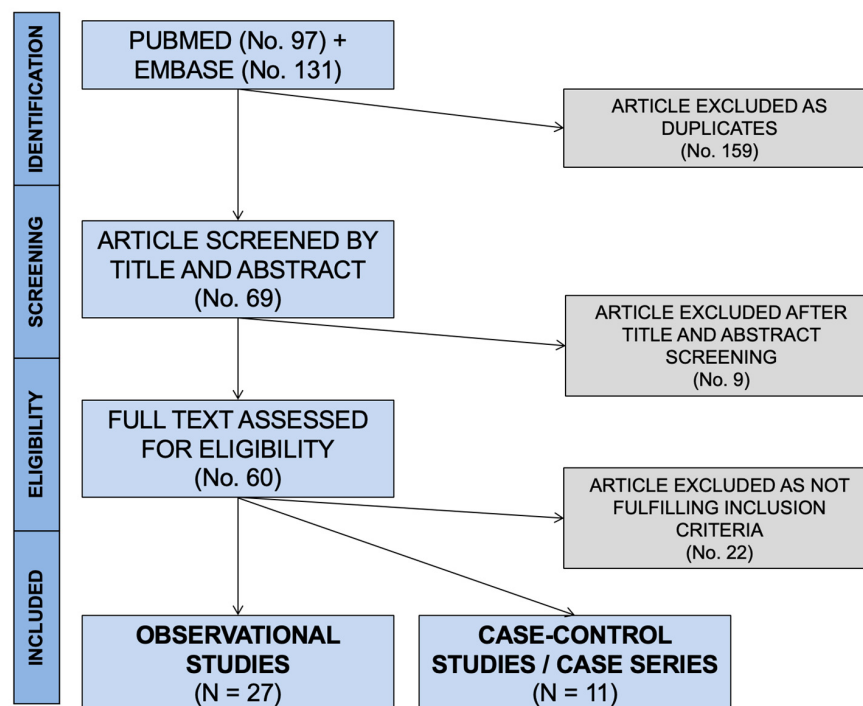 IDENTIFICATION
PUBMED (No. 97) +
EMBASE (No. 131)
ARTICLE EXCLUDED AS
DUPLICATES
(No. 159)
SCREENING
ARTICLE SCREENED BY
TITLE AND ABSTRACT
(No. 69)
ARTICLE EXCLUDED AFTER
TITLE AND ABSTRACT
SCREENING
(No. 9)
ELIGIBILITY
FULL TEXT ASSESSED
FOR ELIGIBILITY
(No. 60)
ARTICLE EXCLUDED AS NOT
FULFILLING INCLUSION
CRITERIA
(No. 22)
INCLUDED
OBSERVATIONAL
STUDIES
(N = 27)
CASE-CONTROL
STUDIES / CASE SERIES
(N = 11)